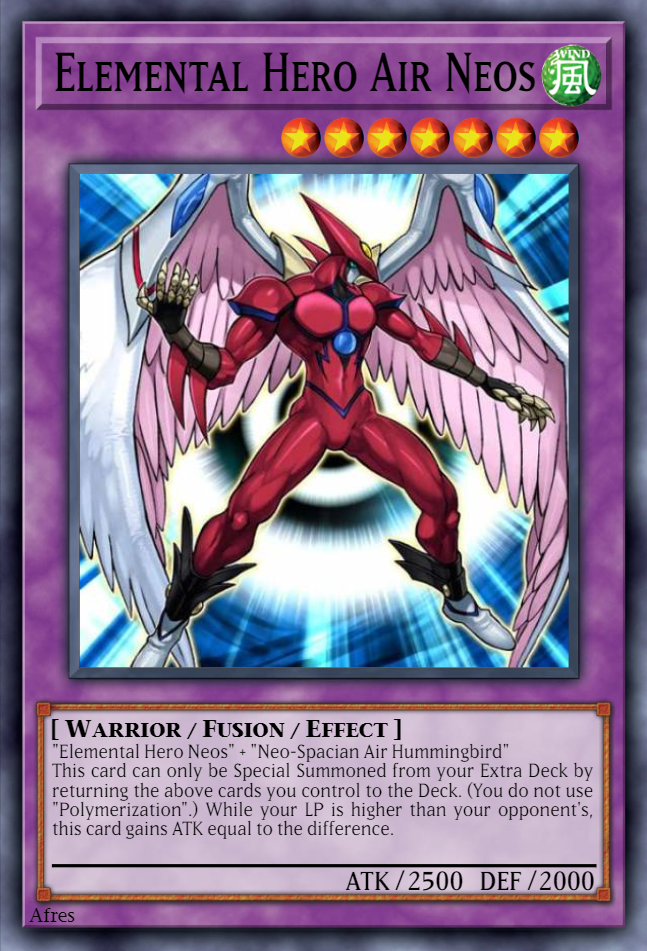 Elemental Hero Air Neos
WIND
風
[ Warrior / Fusion / Effect ]
"Elemental Hero Neos" + "Neo-Spacian Air Hummingbird"
This card can only be Special Summoned from your Extra Deck by
returning the above cards you control to the Deck. (You do not use
"Polymerization".) While your LP is higher than your opponent's,
this card gains ATK equal to the difference.
ATK / 2500 DEF / 2000
Afres